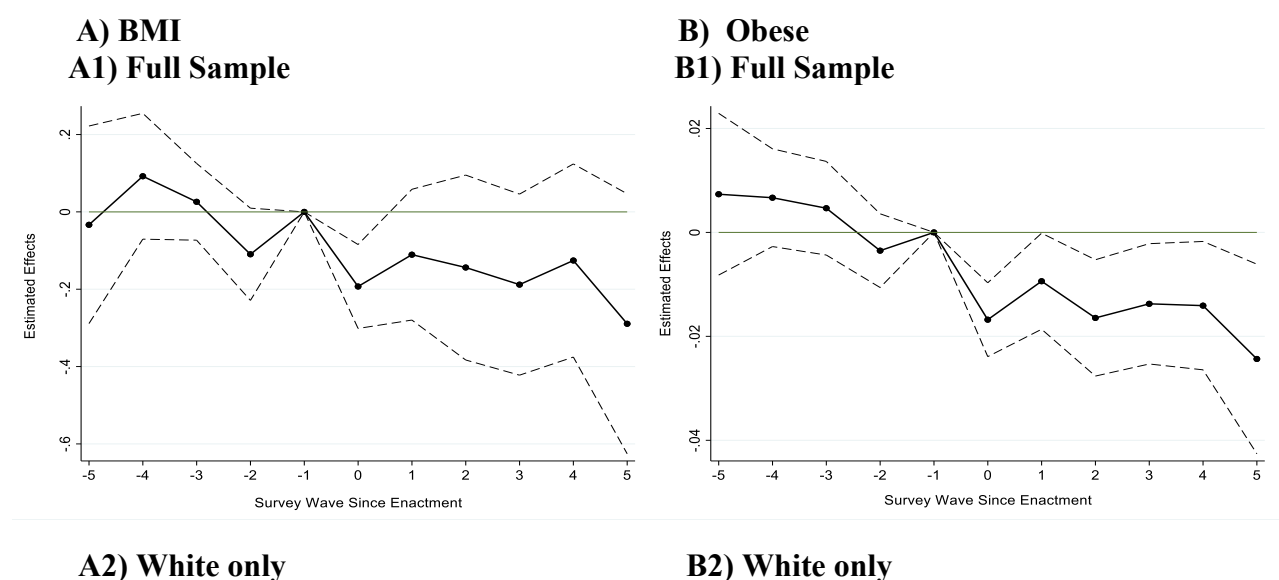 A) BMI
A1) Full Sample
.2
0
-.2
-.4
-.6
Estimated Effects
-5 -4 -3 -2 -1 0 1 2 3 4 5
Survey Wave Since Enactment
B) Obese
B1) Full Sample
.02
0
-.02
-.04
Estimated Effects
-5 -4 -3 -2 -1 0 1 2 3 4 5
Survey Wave Since Enactment
A2) White only
B2) White only